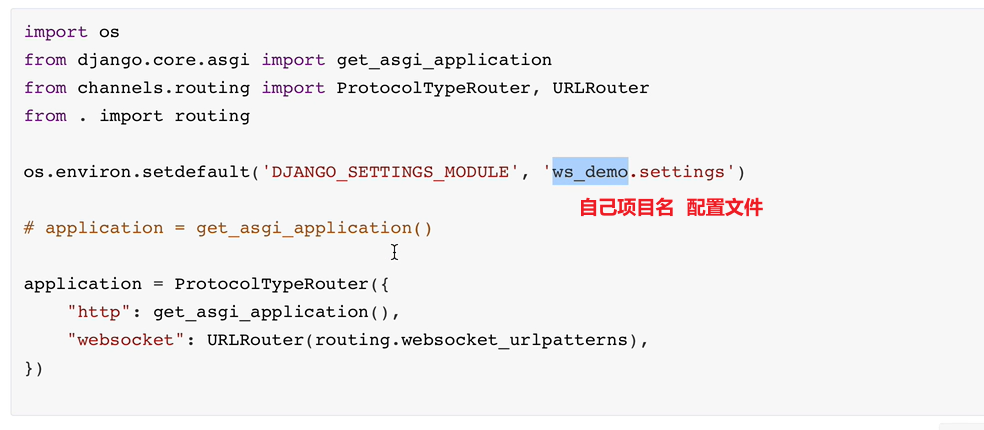 import os
from django.core.asgi import get_asgi_application
from channels.routing import ProtocolTypeRouter, URLRouter
from . import routing
os.environ.setdefault('DJANGO_SETTINGS_MODULE', 'ws_demo.settings')
自己项目名 配置文件
# application = get_asgi_application()
application = ProtocolTypeRouter({
    "http": get_asgi_application(),
    "websocket": URLRouter(routing.websocket_urlpatterns),
})